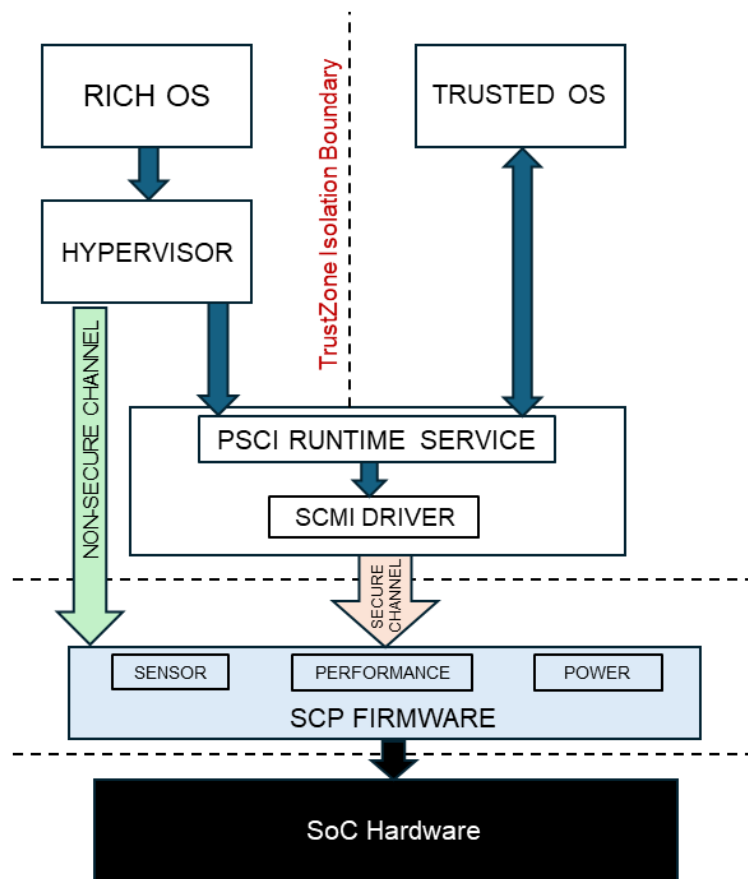 RICH OS
TRUSTED OS
TrustZone Isolation Boundary
HYPERVISOR
NON-SECURE CHANNEL
PSCI RUNTIME SERVICE
SCMI DRIVER
SECURE
CHANNEL
SENSOR
PERFORMANCE
POWER
SCP FIRMWARE
SoC Hardware